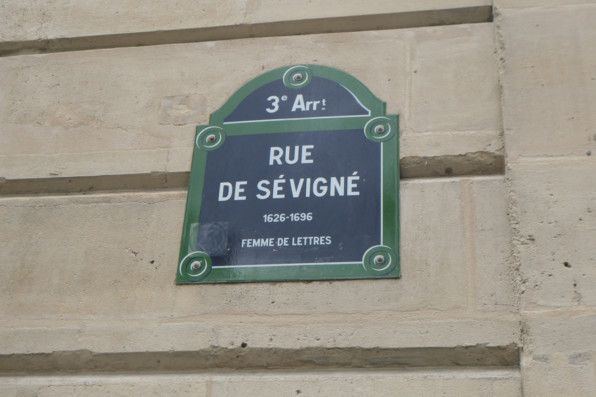 3e Arrt
RUE
DE SÉVIGNÉ
1626-1696
FEMME DE LETTRES